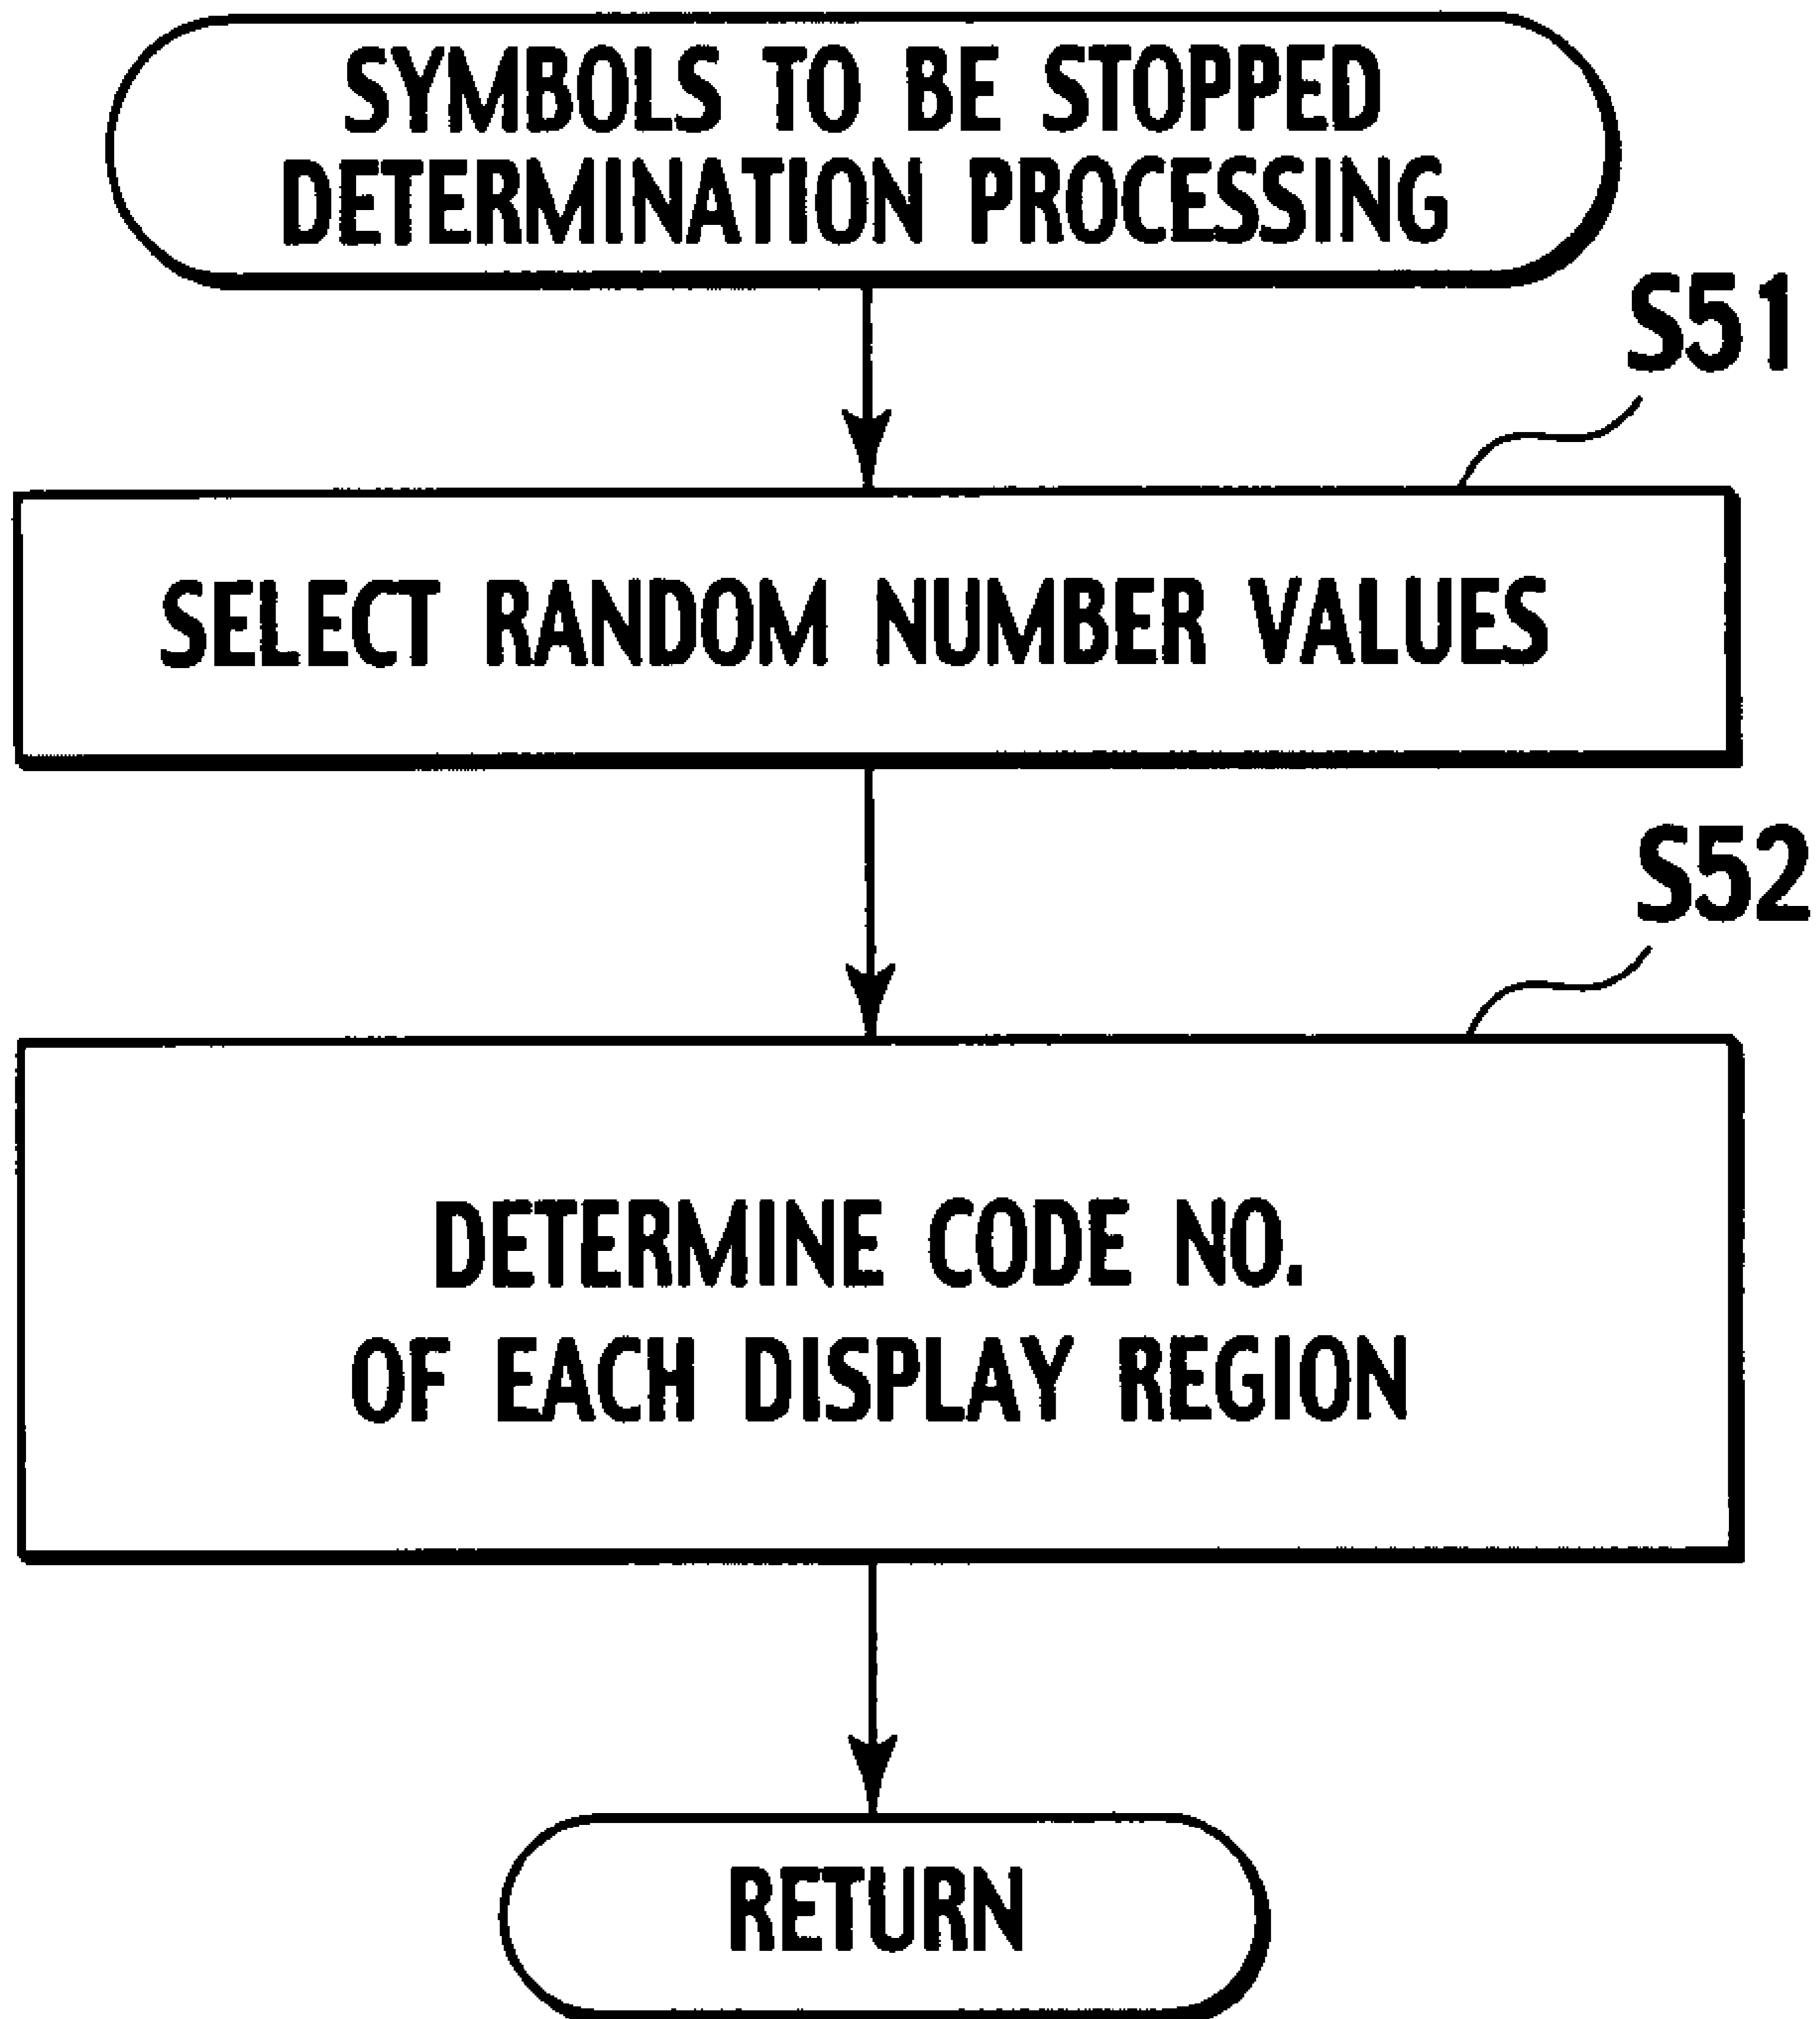 SYMBOLS TO BE STOPPED
DETERMINATION PROCESSING
S51
SELECT RANDOM NUMBER VALUES
S52
DETERMINE CODE NO.
OF EACH DISPLAY REGION
RETURN